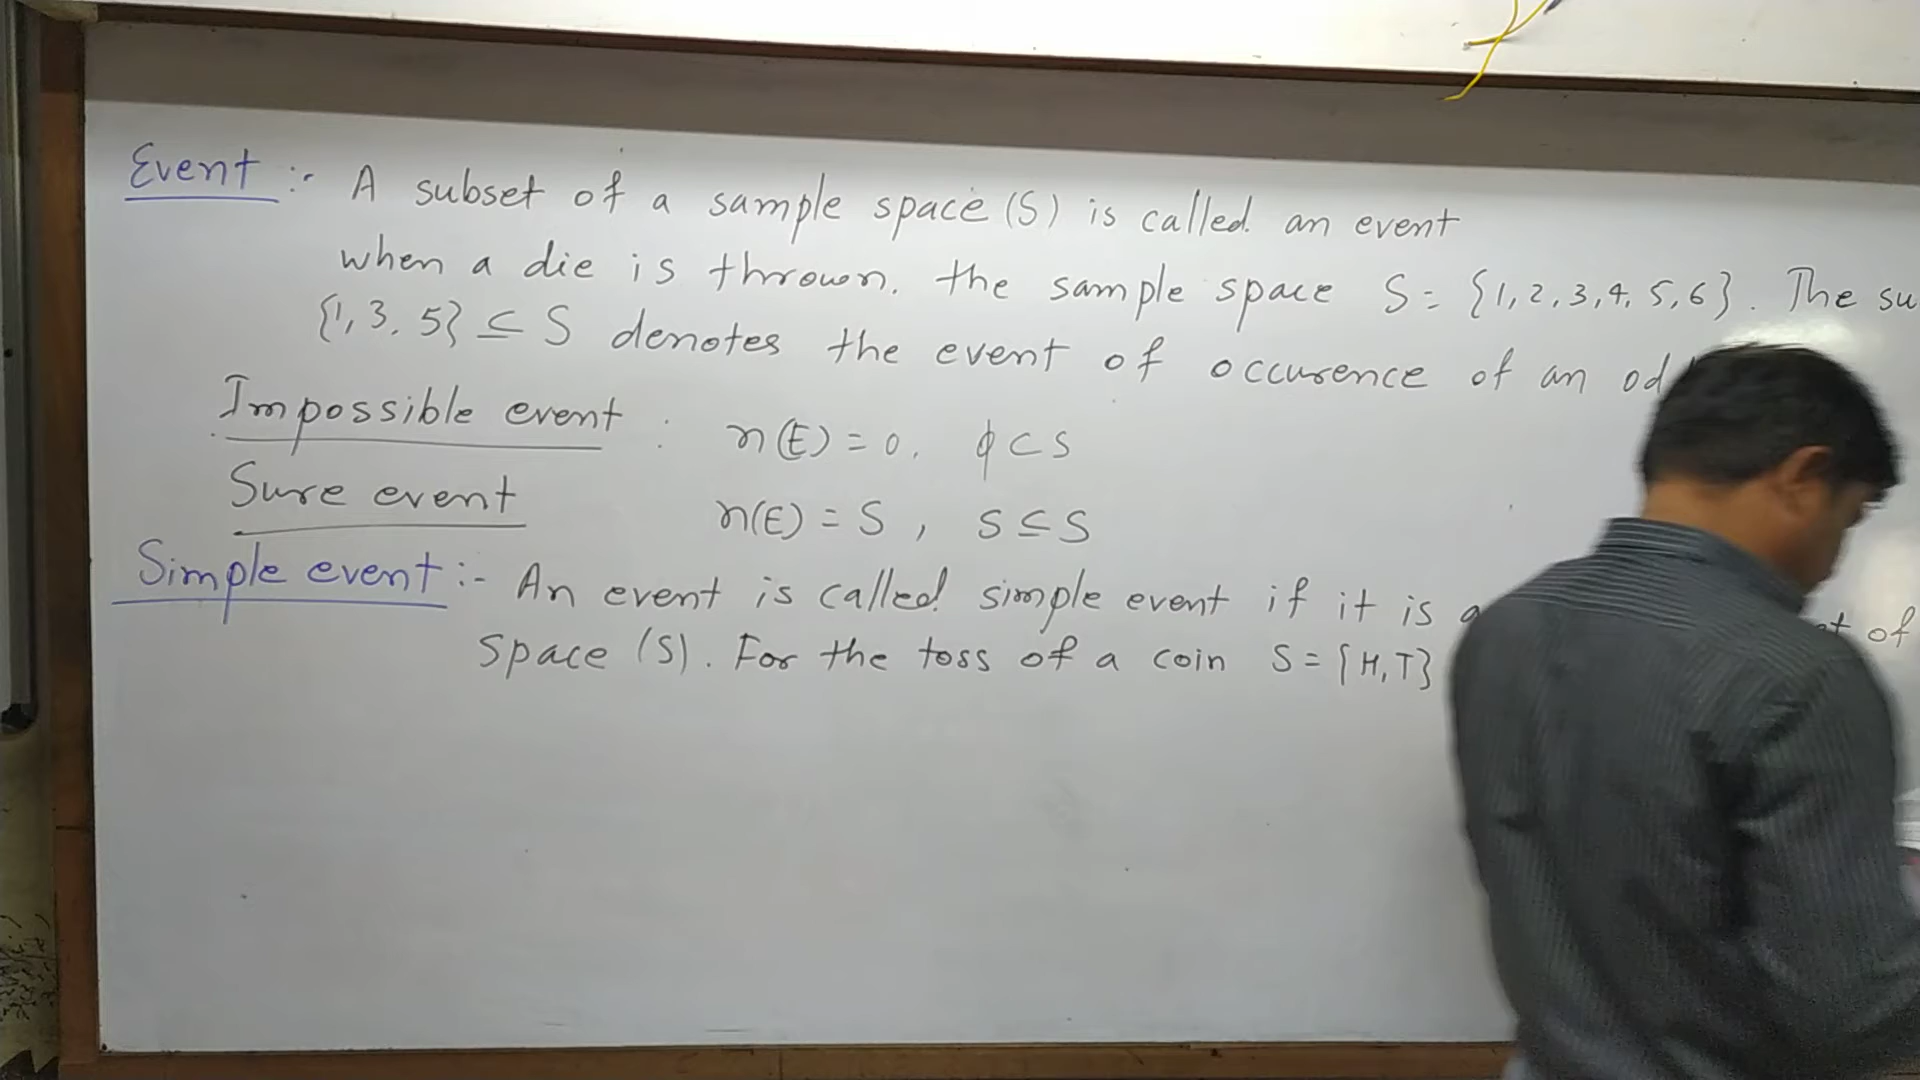 Event :- A subset of a sample space (S) is called an event
when a die is thrown. the sample space S = {1, 2, 3, 4, 5, 6}. The
{1, 3, 5} ⊆ S denotes the event of occurence of an
Impossible event : n(E) = 0, ϕ ⊂ S
Sure event n(E) = S , S ⊆ S
Simple event :- An event is called simple event if it is of
space (S). For the toss of a coin S = {H, T}